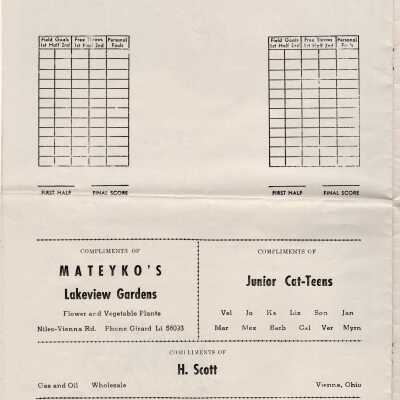 Field Goals Free Throws Personal
1st Half 2nd 1st Half 2nd Fouls
Field Goals Free Throws Personal
1st Half 2nd 1st Half 2nd Fouls
FIRST HALF FINAL SCORE
FIRST HALF FINAL SCORE
COMPLIMENTS OF
MATEYKO'S
Lakeview Gardens
Flower and Vegetable Plants
Niles-Vienna Rd. Phone Girard Li 56033
COMPLIMENTS OF
Junior Cat-Teens
Vel Jo Ka Liz Son Jan
Mar Mez Barb Cal Ver Myrn
COMPLIMENTS OF
H. Scott
Gas and Oil Wholesale Vienna, Ohio